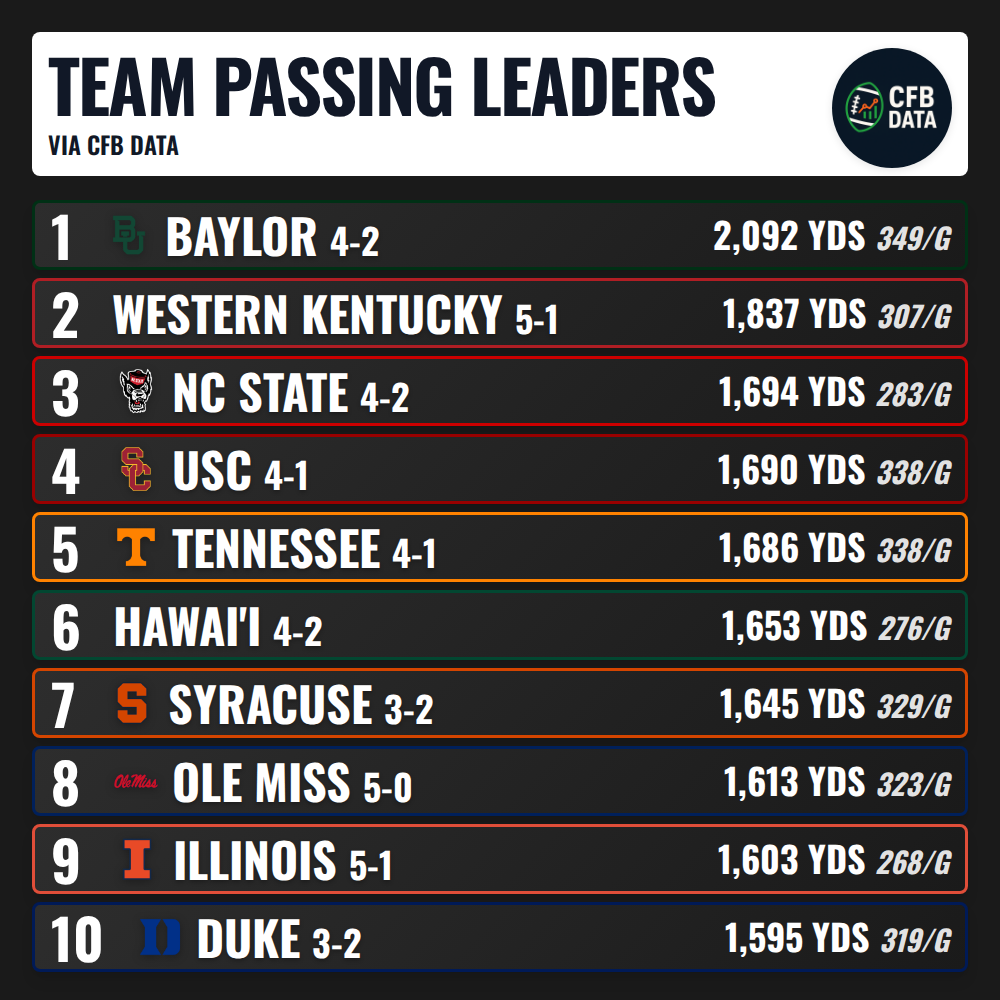 TEAM PASSING LEADERS
VIA CFB DATA
CFB
DATA
1 BAYLOR 4-2 2,092 YDS 349/G
2 WESTERN KENTUCKY 5-1 1,837 YDS 307/G
3 NC STATE 4-2 1,694 YDS 283/G
4 SC USC 4-1 1,690 YDS 338/G
5 T TENNESSEE 4-1 1,686 YDS 338/G
6 HAWAI'I 4-2 1,653 YDS 276/G
7 S SYRACUSE 3-2 1,645 YDS 329/G
8 Ole Miss OLE MISS 5-0 1,613 YDS 323/G
9 I ILLINOIS 5-1 1,603 YDS 268/G
10 D DUKE 3-2 1,595 YDS 319/G